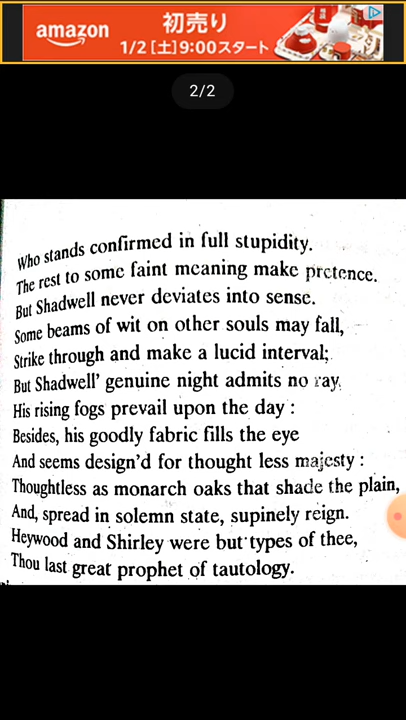 amazon
初売り
1/2 [土]9:00スタート
2/2
Who stands confirmed in full stupidity.
The rest to some faint meaning make pretence.
But Shadwell never deviates into sense.
Some beams of wit on other souls may fall,
Strike through and make a lucid interval;
But Shadwell' genuine night admits no ray,
His rising fogs prevail upon the day :
Besides, his goodly fabric fills the eye
And seems design'd for thought less majesty :
Thoughtless as monarch oaks that shade the plain,
And, spread in solemn state, supinely reign.
Heywood and Shirley were but types of thee,
Thou last great prophet of tautology.